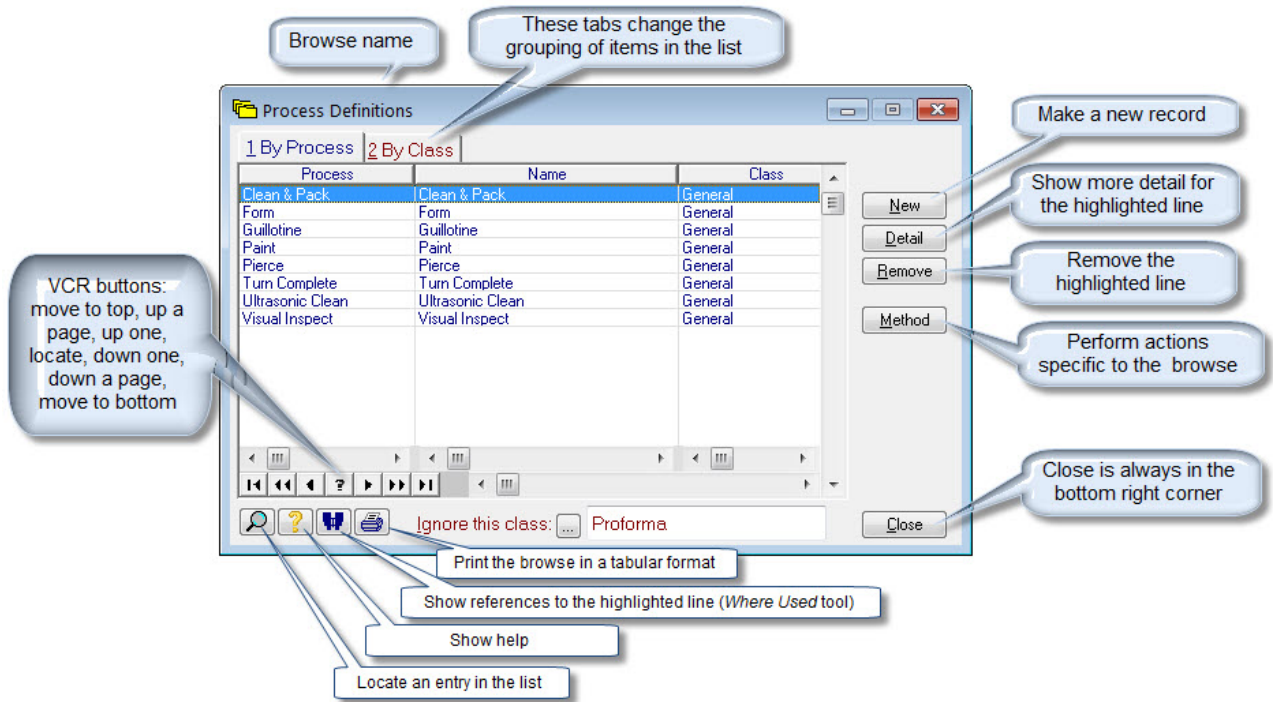 Browse name
These tabs change the
grouping of items in the list
Process Definitions
1 By Process
2 By Class
Process
Name
Class
Clean & Pack
Clean & Pack
General
Form
Form
General
Guillotine
Guillotine
General
Paint
Paint
General
Pierce
Pierce
General
Turn Complete
Turn Complete
General
Ultrasonic Clean
Ultrasonic Clean
General
Visual Inspect
Visual Inspect
General
New
Detail
Remove
Method
Make a new record
Show more detail for
the highlighted line
Remove the
highlighted line
Perform actions
specific to the browse
VCR buttons:
move to top, up a
page, up one,
locate, down one,
down a page,
move to bottom
?
?
Ignore this class:
...
Proforma
Close
Close is always in the
bottom right corner
Print the browse in a tabular format
Show references to the highlighted line (Where Used tool)
Show help
Locate an entry in the list